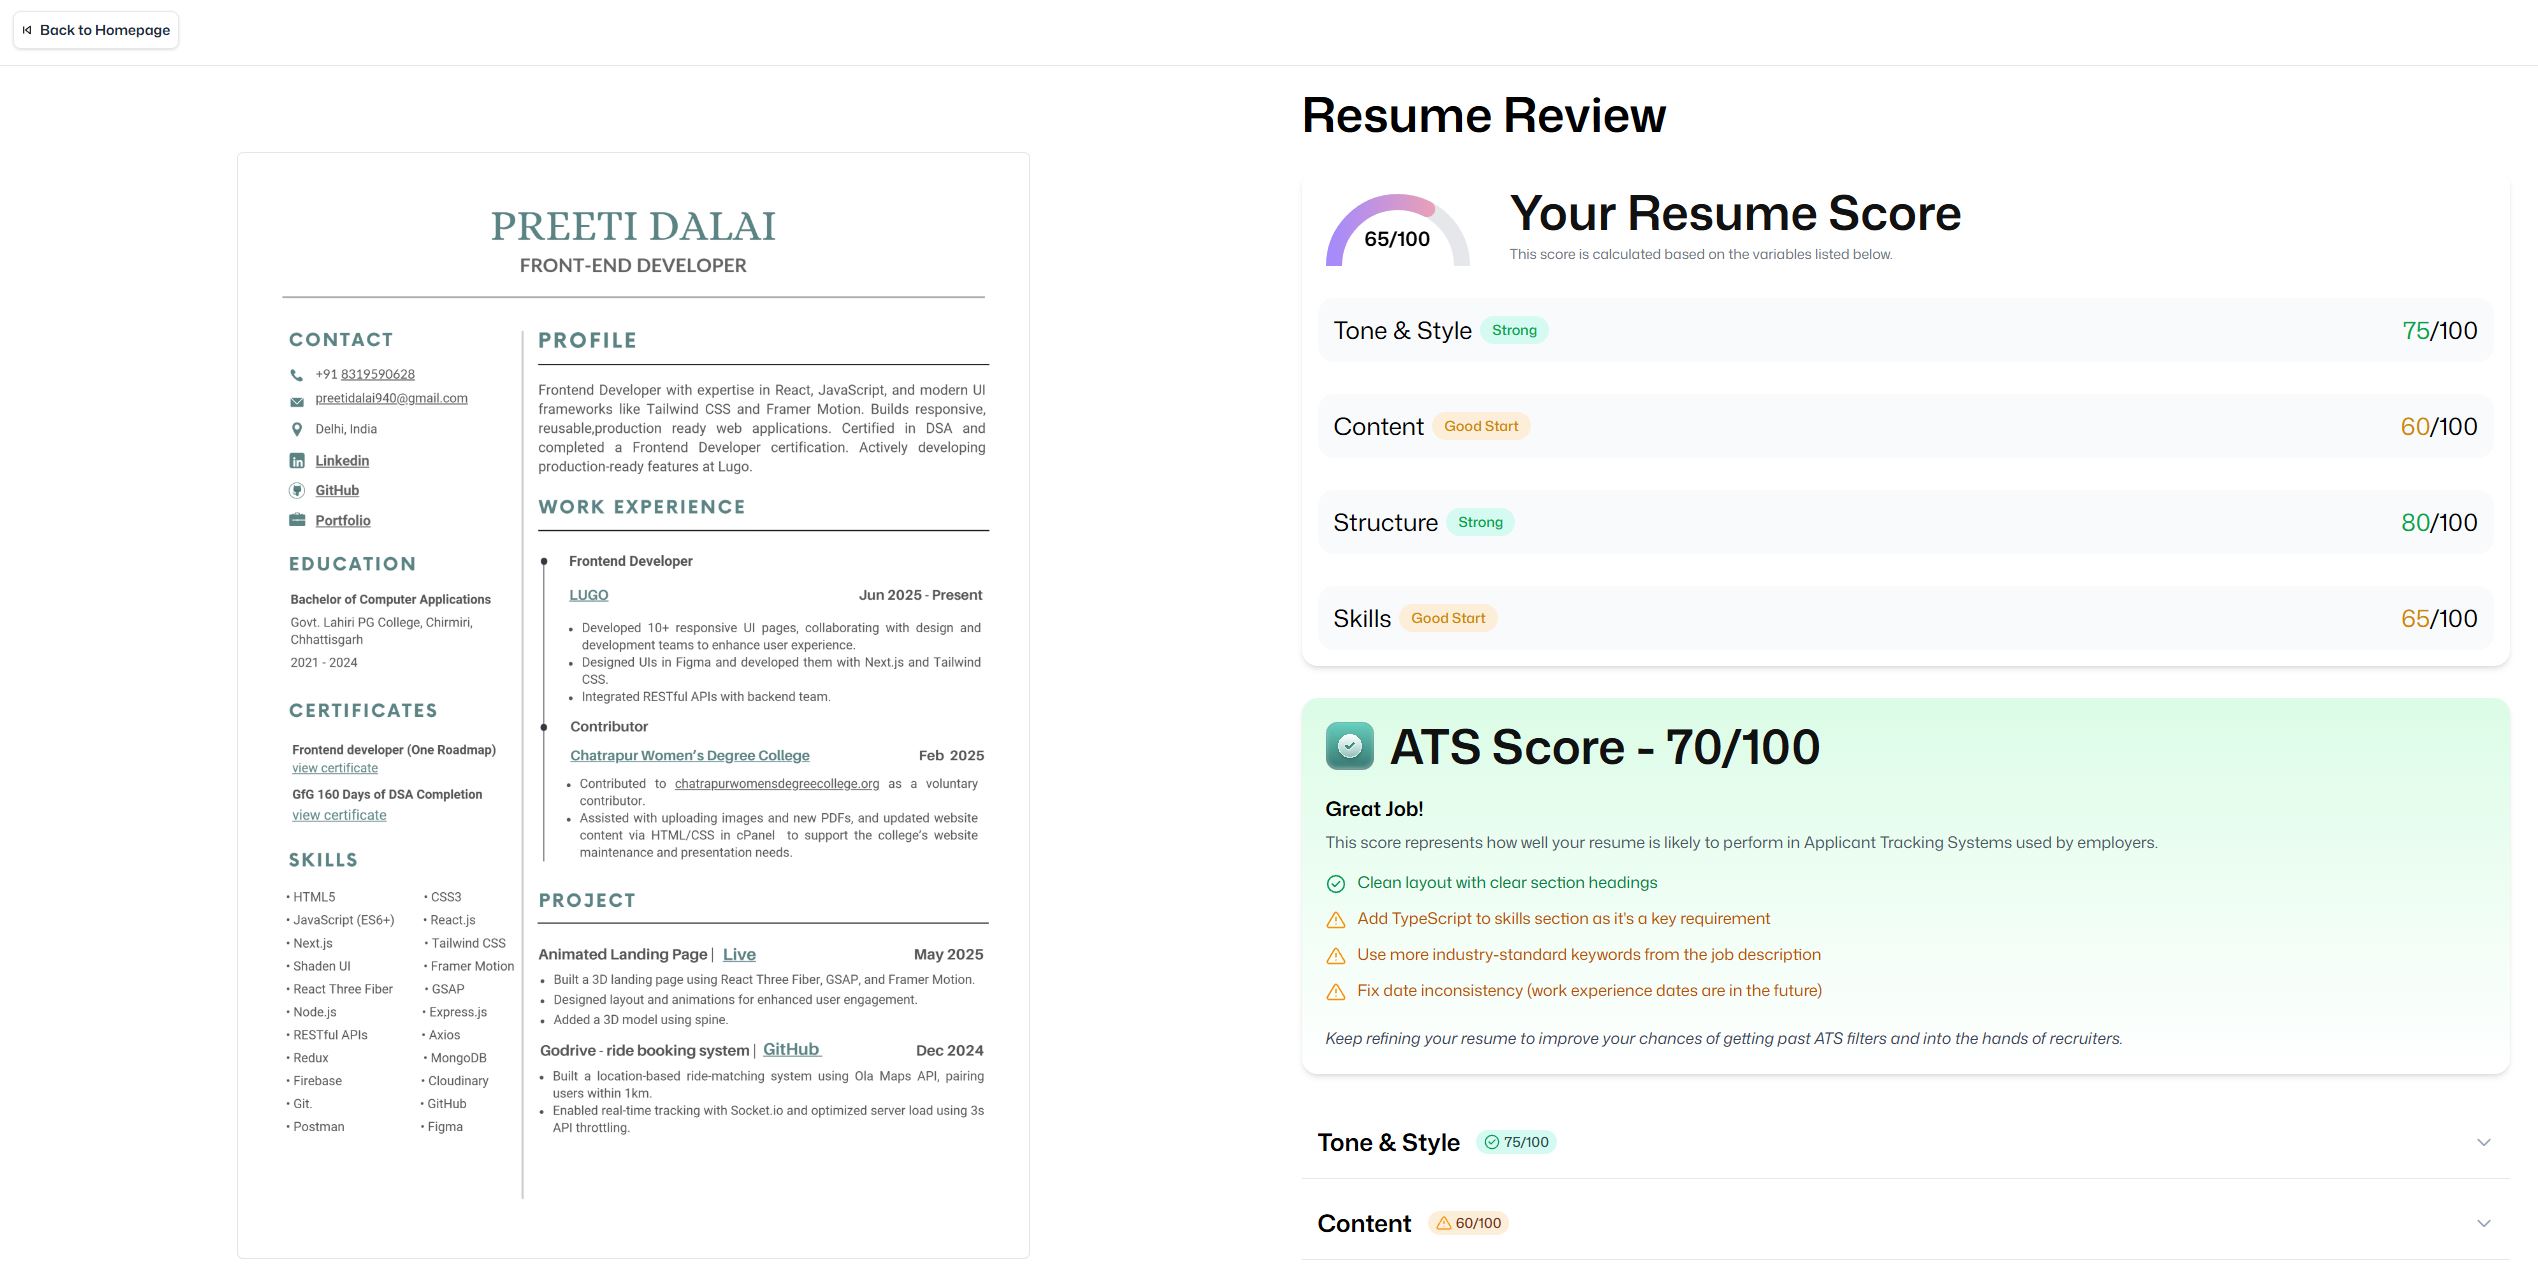 Back to Homepage
PREETI DALAI
FRONT-END DEVELOPER
CONTACT
+91 8319590628
preetidalai940@gmail.com
Delhi, India
Linkedin
GitHub
Portfolio
EDUCATION
Bachelor of Computer Applications
Govt. Lahiri PG College, Chirmiri,
Chhattisgarh
2021 - 2024
CERTIFICATES
Frontend developer (One Roadmap)
view certificate
GfG 160 Days of DSA Completion
view certificate
SKILLS
• HTML5 • CSS3
• JavaScript (ES6+) • React.js
• Next.js • Tailwind CSS
• Shaden UI • Framer Motion
• React Three Fiber • GSAP
• Node.js • Express.js
• RESTful APIs • Axios
• Redux • MongoDB
• Firebase • Cloudinary
• Git. • GitHub
• Postman • Figma
PROFILE
Frontend Developer with expertise in React, JavaScript, and modern UI
frameworks like Tailwind CSS and Framer Motion. Builds responsive,
reusable,production ready web applications. Certified in DSA and
completed a Frontend Developer certification. Actively developing
production-ready features at Lugo.
WORK EXPERIENCE
Frontend Developer
LUGO Jun 2025 - Present
• Developed 10+ responsive UI pages, collaborating with design and
development teams to enhance user experience.
• Designed UIs in Figma and developed them with Next.js and Tailwind
CSS.
• Integrated RESTful APIs with backend team.
Contributor
Chatrapur Women's Degree College Feb 2025
• Contributed to chatrapurwomensdegreecollege.org as a voluntary
contributor.
• Assisted with uploading images and new PDFs, and updated website
content via HTML/CSS in cPanel to support the college's website
maintenance and presentation needs.
PROJECT
Animated Landing Page | Live May 2025
• Built a 3D landing page using React Three Fiber, GSAP, and Framer Motion.
• Designed layout and animations for enhanced user engagement.
• Added a 3D model using spine.
Godrive - ride booking system | GitHub Dec 2024
• Built a location-based ride-matching system using Ola Maps API, pairing
users within 1km.
• Enabled real-time tracking with Socket.io and optimized server load using 3s
API throttling.
Resume Review
65/100
Your Resume Score
This score is calculated based on the variables listed below.
Tone & Style Strong 75/100
Content Good Start 60/100
Structure Strong 80/100
Skills Good Start 65/100
ATS Score - 70/100
Great Job!
This score represents how well your resume is likely to perform in Applicant Tracking Systems used by employers.
Clean layout with clear section headings
Add TypeScript to skills section as it's a key requirement
Use more industry-standard keywords from the job description
Fix date inconsistency (work experience dates are in the future)
Keep refining your resume to improve your chances of getting past ATS filters and into the hands of recruiters.
Tone & Style 75/100
Content 60/100